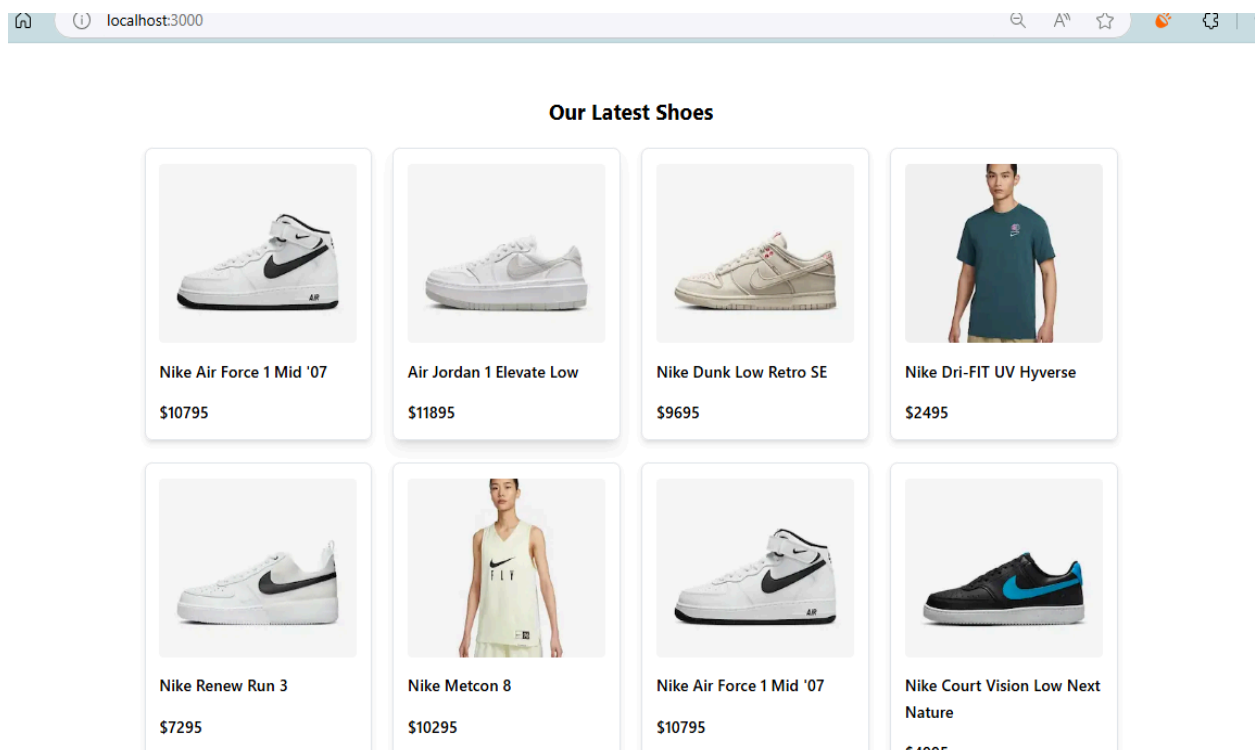 localhost:3000
Our Latest Shoes
Nike Air Force 1 Mid '07
$10795
Air Jordan 1 Elevate Low
$11895
Nike Dunk Low Retro SE
$9695
Nike Dri-FIT UV Hyverse
$2495
Nike Renew Run 3
$7295
FLY
Nike Metcon 8
$10295
AIR
Nike Air Force 1 Mid '07
$10795
Nike Court Vision Low Next
Nature